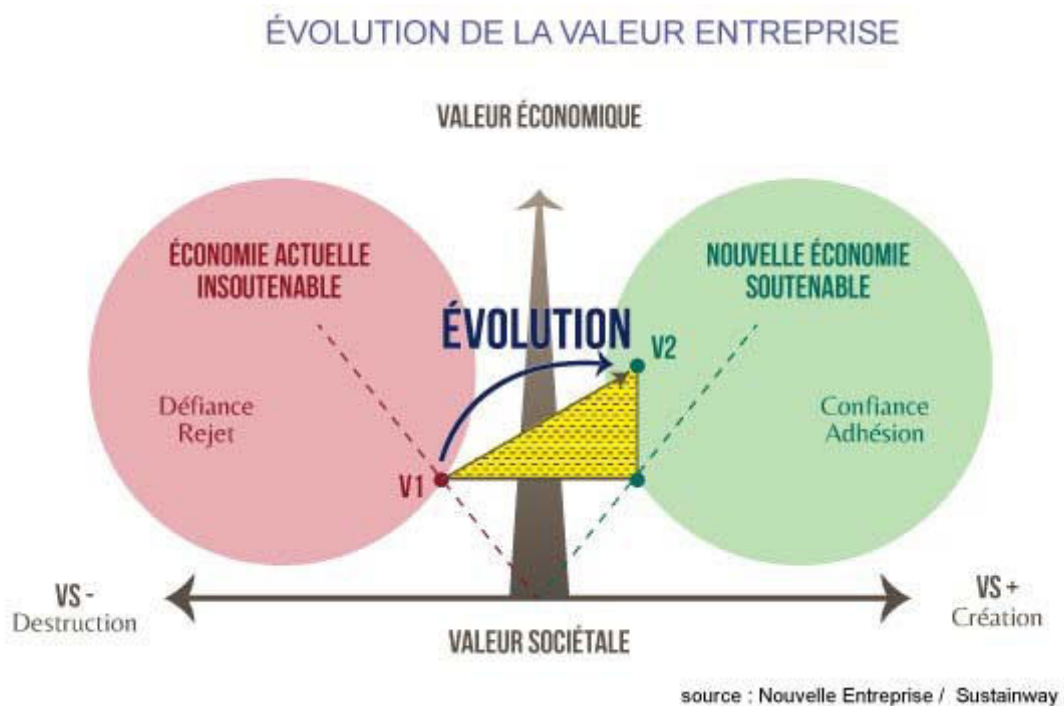 ÉVOLUTION DE LA VALEUR ENTREPRISE
VALEUR ÉCONOMIQUE
ÉCONOMIE ACTUELLE
INSOUTENABLE
NOUVELLE ÉCONOMIE
SOUTENABLE
ÉVOLUTION
V2
Défiance
Rejet
Confiance
Adhésion
V1
VS -
Destruction
VS +
Création
VALEUR SOCIÉTALE
source : Nouvelle Entreprise / Sustainway